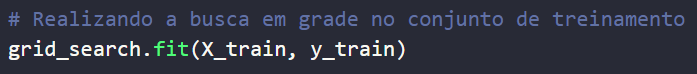 # Realizando a busca em grade no conjunto de treinamento
grid_search.fit(X_train, y_train)